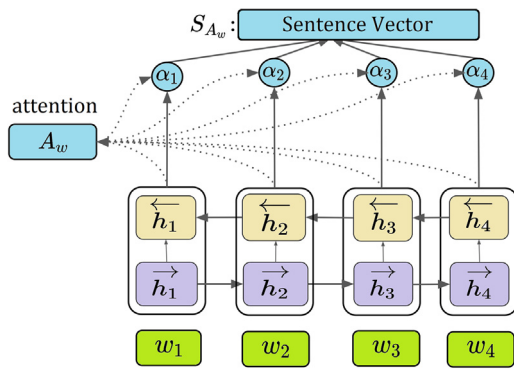 S_{A_w}: Sentence Vector
α₁ α₂ α₃ α₄
attention
A_w
←h₁ ←h₂ ←h₃ ←h₄
→h₁ →h₂ →h₃ →h₄
w₁ w₂ w₃ w₄